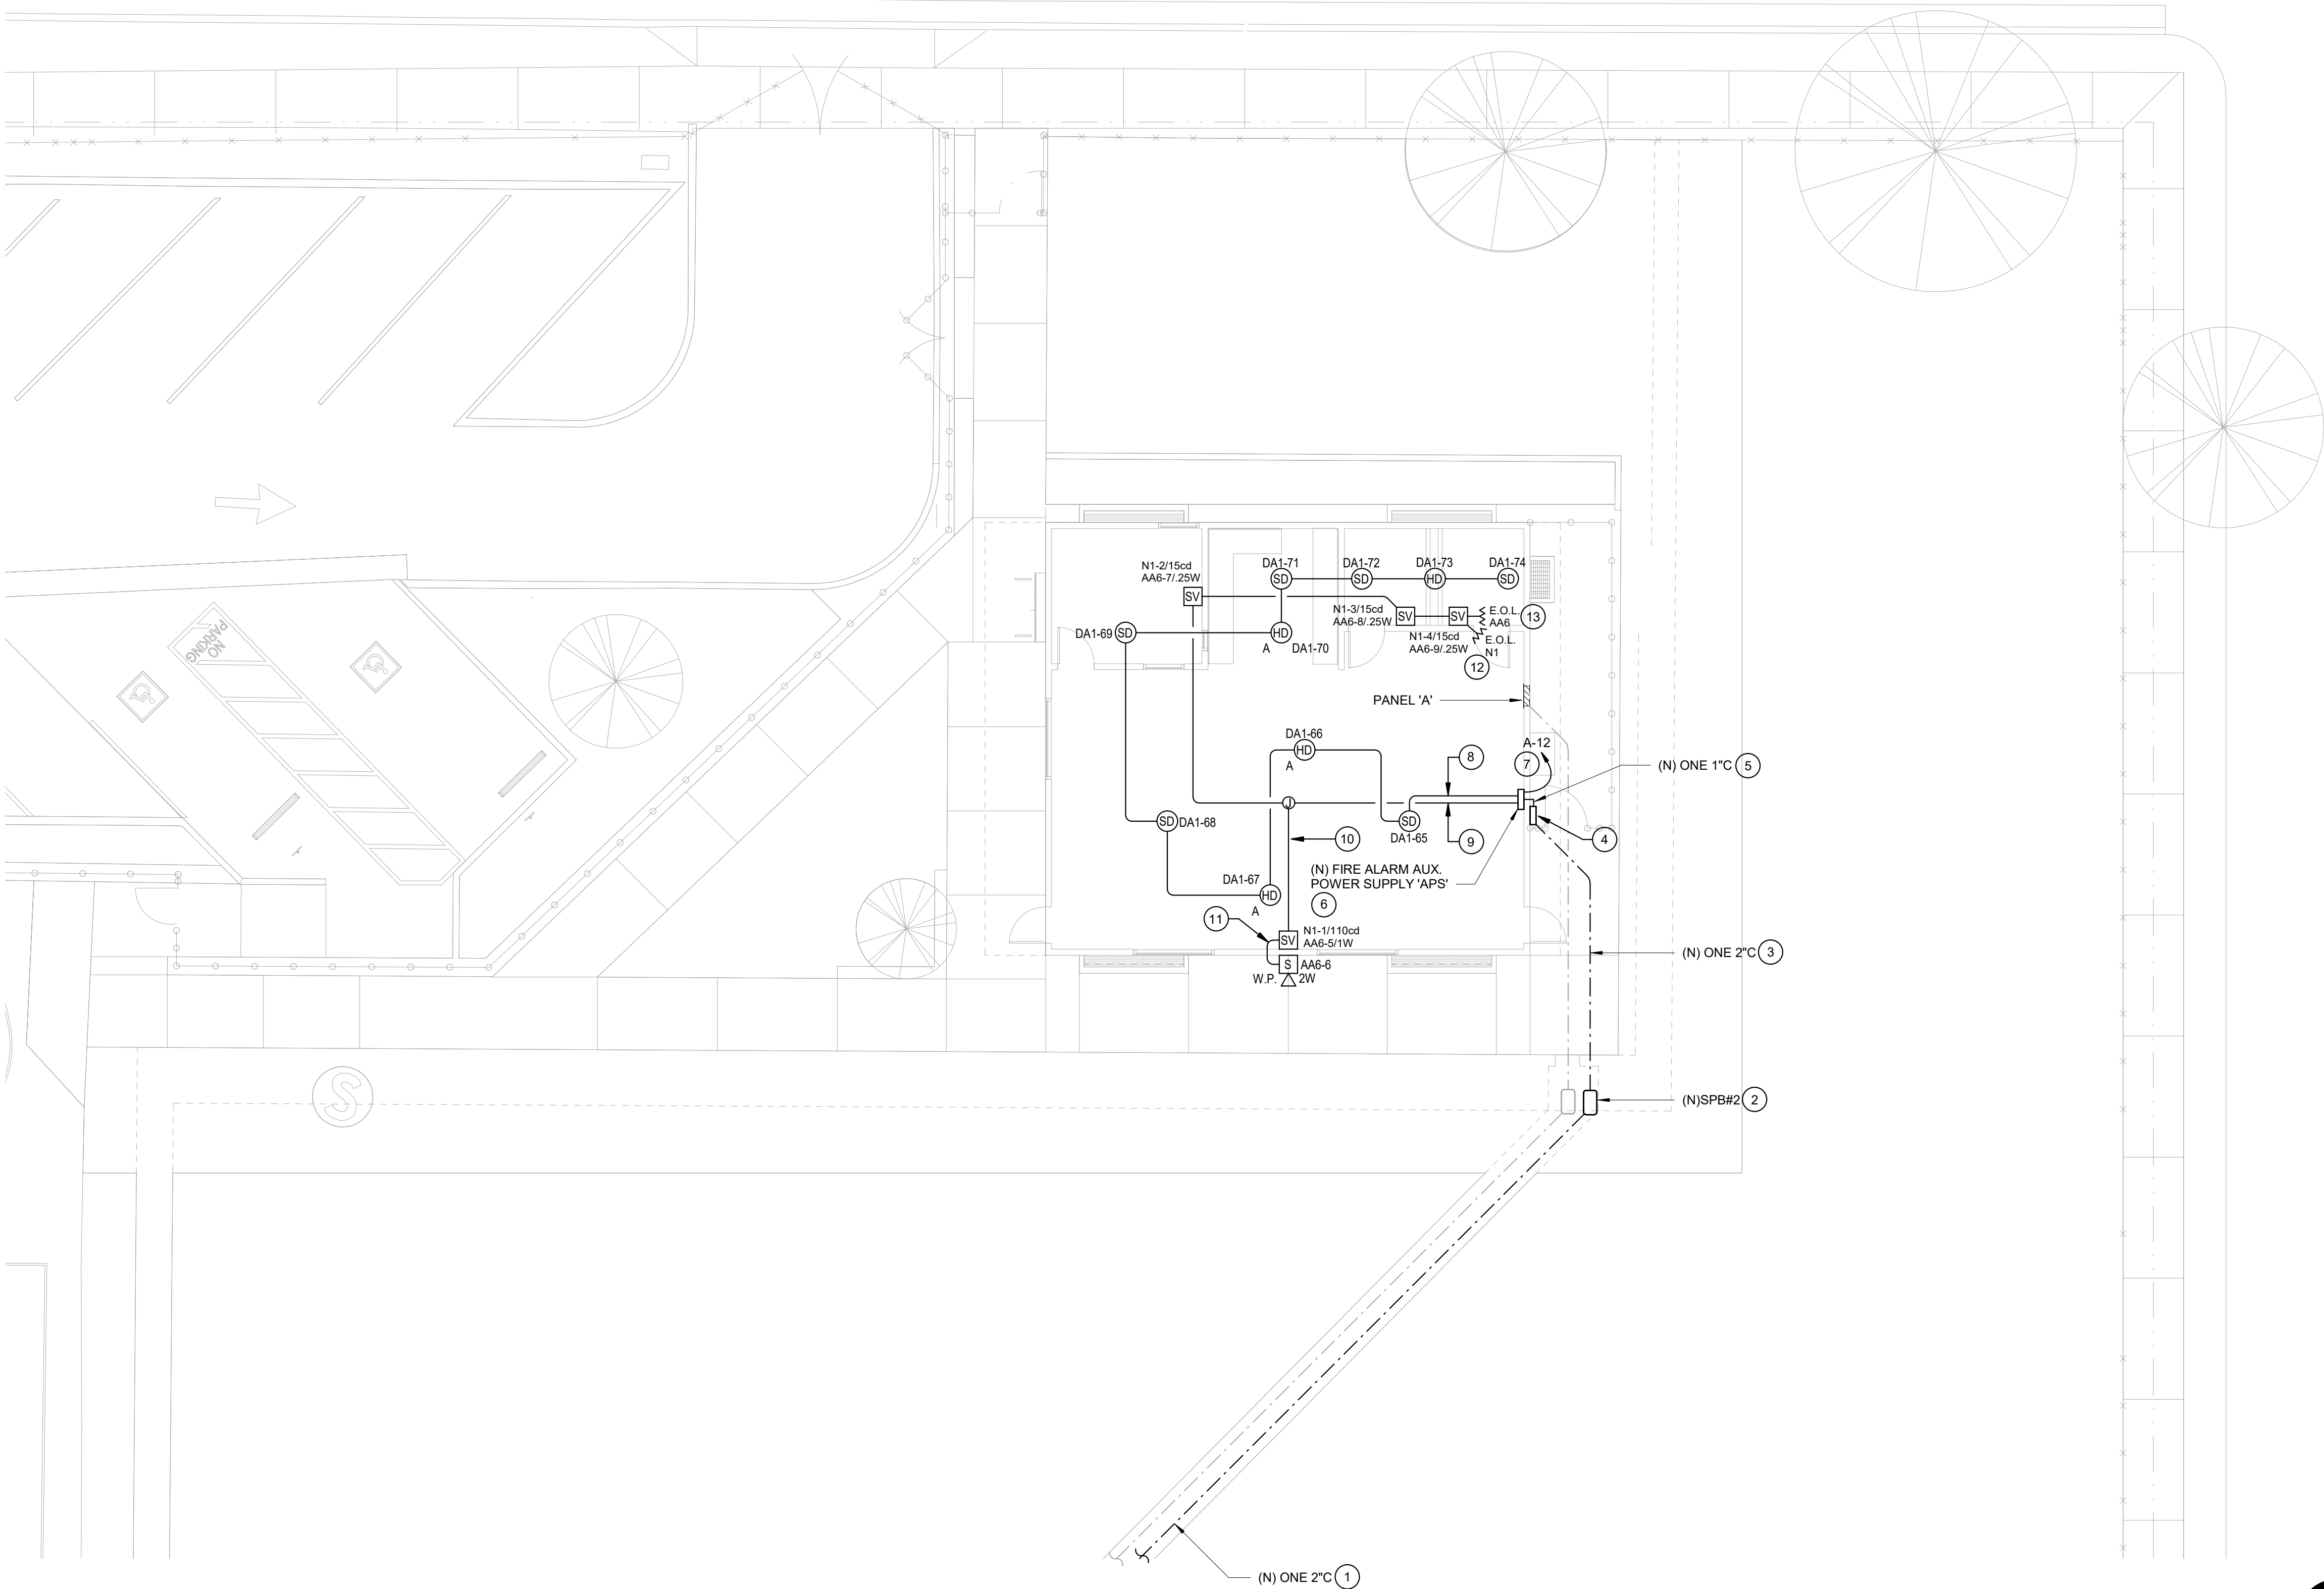 N1-2/15cd
AA6-7/.25W
SV
DA1-71
SD
DA1-72
SD
DA1-73
HD
DA1-74
SD
N1-3/15cd
AA6-8/.25W
SV
SV
E.O.L.
AA6
13
N1-4/15cd
AA6-9/.25W
E.O.L.
N1
12
DA1-69
SD
HD
A
DA1-70
NO
PARKING
PANEL 'A'
DA1-66
HD
A
8
A-12
7
(N) ONE 1"C 5
J
SD
DA1-68
SD
DA1-65
10
9
4
(N) FIRE ALARM AUX.
POWER SUPPLY 'APS'
6
DA1-67
HD
A
11
SV
N1-1/110cd
AA6-5/1W
S
AA6-6
W.P.
2W
(N) ONE 2"C 3
S
(N)SPB#2 2
(N) ONE 2"C 1